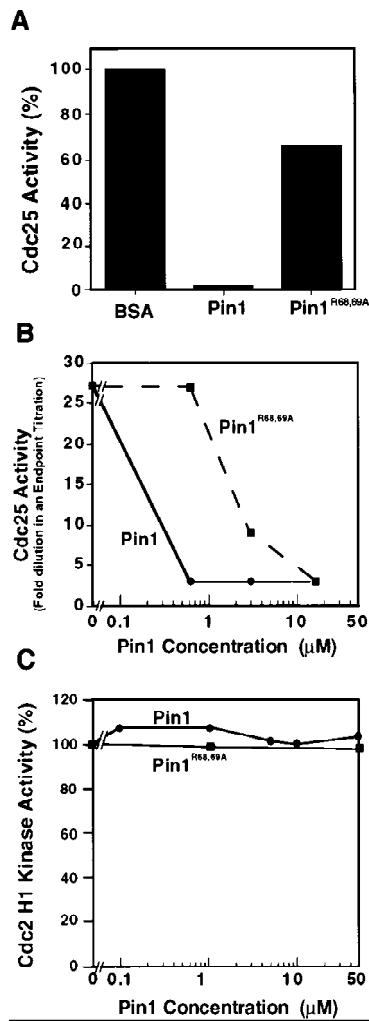 A
Cdc25 Activity (%)
100
80
60
40
20
0
BSA Pin1 Pin1R68,69A
B
Cdc25 Activity
(Fold dilution in an Endpoint Titration)
30
25
20
15
10
5
0
Pin1R68,69A
Pin1
0 0.1 1 10 50
Pin1 Concentration (μM)
C
Cdc2 H1 Kinase Activity (%)
120
100
80
60
40
20
0
Pin1
Pin1R68,69A
0 0.1 1 10 50
Pin1 Concentration (μM)